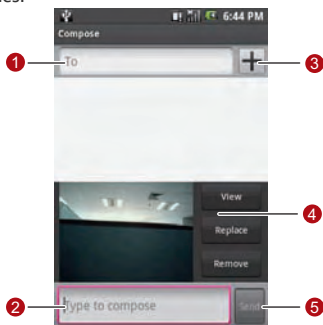 6:44 PM
Compose
1
To
3
View
4
Replace
Remove
2
Type to compose
Send
5